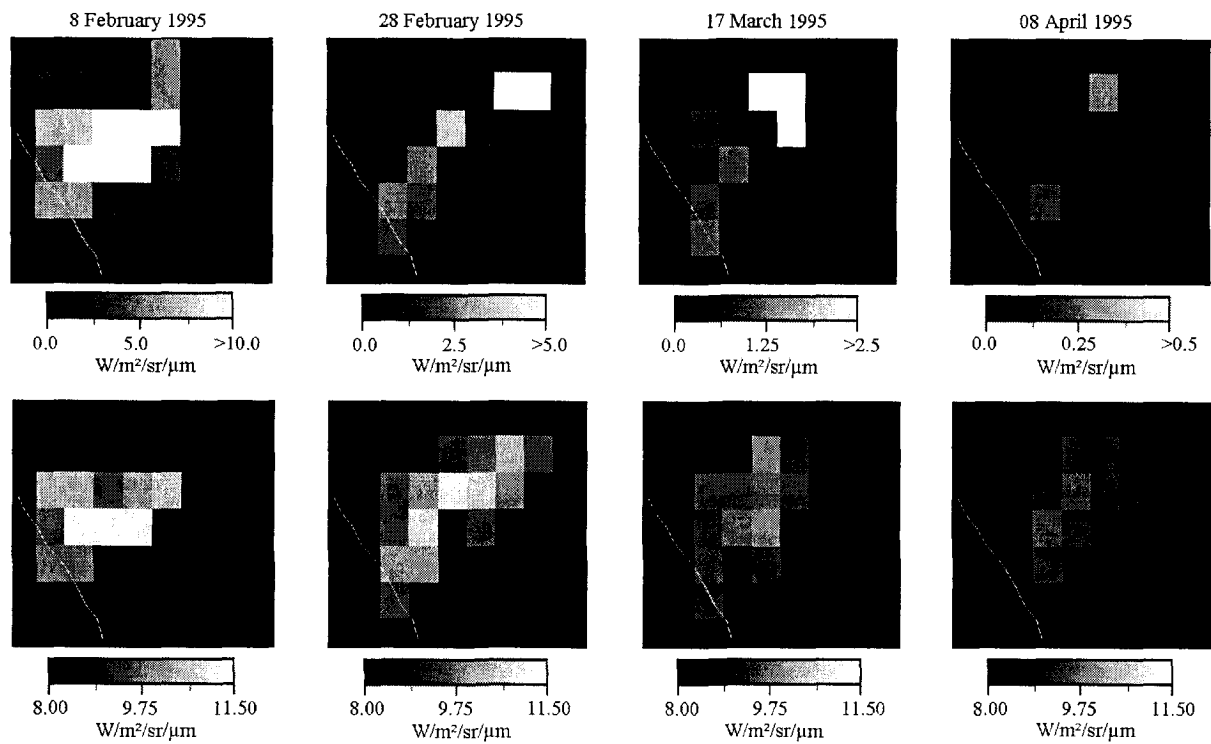 8 February 1995
28 February 1995
17 March 1995
08 April 1995
0.0 5.0 >10.0
W/m²/sr/µm
0.0 2.5 >5.0
W/m²/sr/µm
0.0 1.25 >2.5
W/m²/sr/µm
0.0 0.25 >0.5
W/m²/sr/µm
8.00 9.75 11.50
W/m²/sr/µm
8.00 9.75 11.50
W/m²/sr/µm
8.00 9.75 11.50
W/m²/sr/µm
8.00 9.75 11.50
W/m²/sr/µm